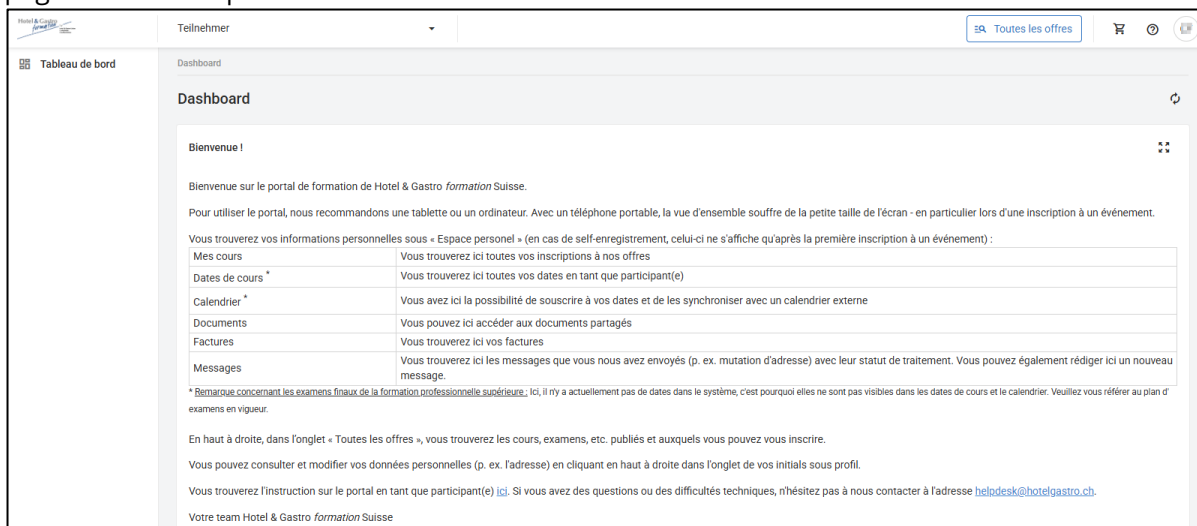 Hotel & Gastro
formation
Teilnehmer
Toutes les offres
Tableau de bord
Dashboard
Dashboard
Bienvenue !
Bienvenue sur le portal de formation de Hotel & Gastro formation Suisse.
Pour utiliser le portal, nous recommandons une tablette ou un ordinateur. Avec un téléphone portable, la vue d'ensemble souffre de la petite taille de l'écran - en particulier lors d'une inscription à un événement.
Vous trouverez vos informations personnelles sous « Espace personel » (en cas de self-enregistrement, celui-ci ne s'affiche qu'après la première inscription à un événement) :
Mes cours Vous trouverez ici toutes vos inscriptions à nos offres
Dates de cours * Vous trouverez ici toutes vos dates en tant que participant(e)
Calendrier * Vous avez ici la possibilité de souscrire à vos dates et de les synchroniser avec un calendrier externe
Documents Vous pouvez ici accéder aux documents partagés
Factures Vous trouverez ici vos factures
Messages Vous trouverez ici les messages que vous nous avez envoyés (p. ex. mutation d'adresse) avec leur statut de traitement. Vous pouvez également rédiger ici un nouveau
message.
* Remarque concernant les examens finaux de la formation professionnelle supérieure : Ici, il n'y a actuellement pas de dates dans le système, c'est pourquoi elles ne sont pas visibles dans les dates de cours et le calendrier. Veuillez vous référer au plan d'
examens en vigueur.
En haut à droite, dans l'onglet « Toutes les offres », vous trouverez les cours, examens, etc. publiés et auxquels vous pouvez vous inscrire.
Vous pouvez consulter et modifier vos données personnelles (p. ex. l'adresse) en cliquant en haut à droite dans l'onglet de vos initials sous profil.
Vous trouverez l'instruction sur le portal en tant que participant(e) ici. Si vous avez des questions ou des difficultés techniques, n'hésitez pas à nous contacter à l'adresse helpdesk@hotelgastro.ch.
Votre team Hotel & Gastro formation Suisse